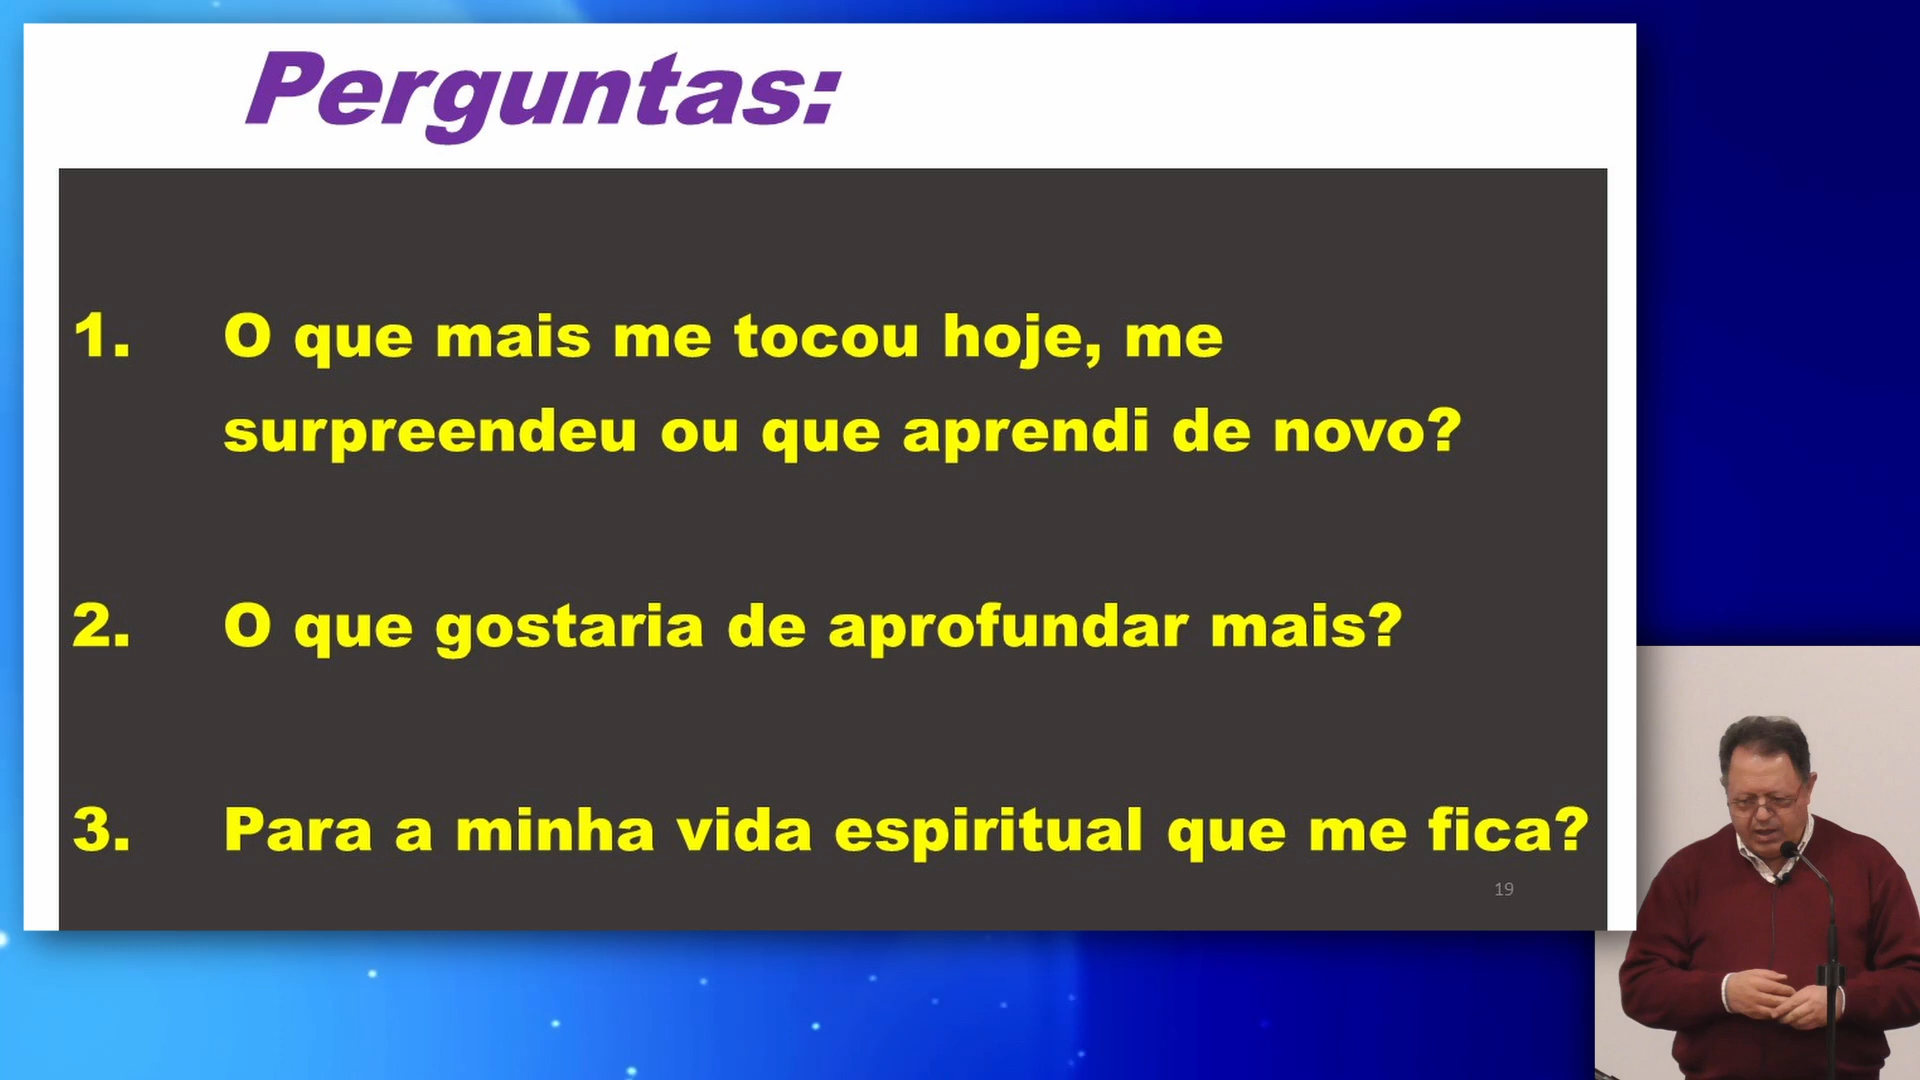 Perguntas:
1. O que mais me tocou hoje, me
surpreendeu ou que aprendi de novo?
2. O que gostaria de aprofundar mais?
3. Para a minha vida espiritual que me fica?
19